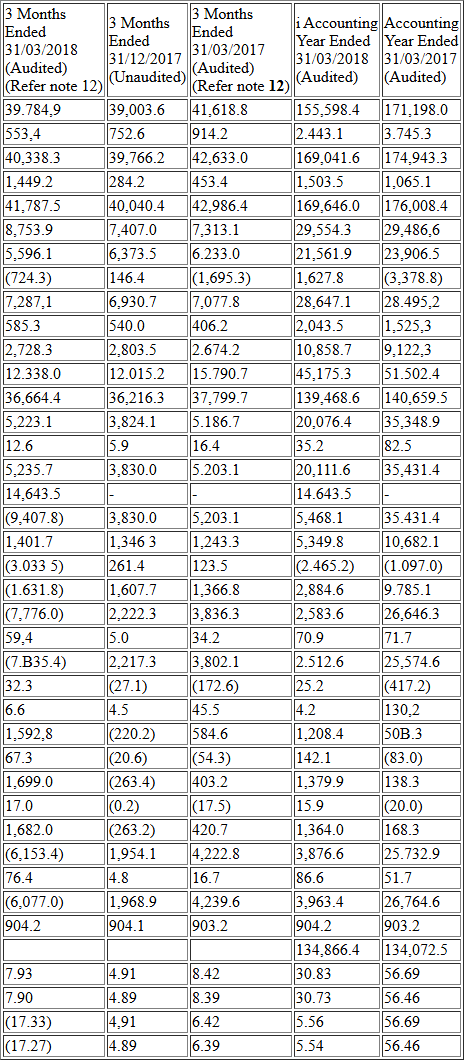 3 Months Ended 31/03/2018 (Audited) (Refer note 12) 3 Months Ended 31/12/2017 (Unaudited) 3 Months Ended 31/03/2017 (Audited) (Refer note 12) i Accounting Year Ended 31/03/2018 (Audited) Accounting Year Ended 31/03/2017 (Audited)
39.784,9 39,003.6 41,618.8 155,598.4 171,198.0
553,4 752.6 914.2 2.443.1 3.745.3
40,338.3 39,766.2 42,633.0 169,041.6 174,943.3
1,449.2 284.2 453.4 1,503.5 1,065.1
41,787.5 40,040.4 42,986.4 169,646.0 176,008.4
8,753.9 7,407.0 7,313.1 29,554.3 29,486,6
5,596.1 6,373.5 6.233.0 21,561.9 23,906.5
(724.3) 146.4 (1,695.3) 1,627.8 (3,378.8)
7,287,1 6,930.7 7,077.8 28,647.1 28.495,2
585.3 540.0 406.2 2,043.5 1,525,3
2,728.3 2,803.5 2.674.2 10,858.7 9,122,3
12.338.0 12.015.2 15.790.7 45,175.3 51.502.4
36,664.4 36,216.3 37,799.7 139,468.6 140,659.5
5,223.1 3,824.1 5.186.7 20,076.4 35,348.9
12.6 5.9 16.4 35.2 82.5
5,235.7 3,830.0 5.203.1 20,111.6 35,431.4
14,643.5 - - 14.643.5 -
(9,407.8) 3,830.0 5,203.1 5,468.1 35.431.4
1,401.7 1,346 3 1,243.3 5,349.8 10,682.1
(3.033 5) 261.4 123.5 (2.465.2) (1.097.0)
(1.631.8) 1,607.7 1,366.8 2,884.6 9.785.1
(7,776.0) 2,222.3 3,836.3 2,583.6 26,646.3
59,4 5.0 34.2 70.9 71.7
(7.B35.4) 2,217.3 3,802.1 2.512.6 25,574.6
32.3 (27.1) (172.6) 25.2 (417.2)
6.6 4.5 45.5 4.2 130,2
1,592,8 (220.2) 584.6 1,208.4 50B.3
67.3 (20.6) (54.3) 142.1 (83.0)
1,699.0 (263.4) 403.2 1,379.9 138.3
17.0 (0.2) (17.5) 15.9 (20.0)
1,682.0 (263.2) 420.7 1,364.0 168.3
(6,153.4) 1,954.1 4,222.8 3,876.6 25.732.9
76.4 4.8 16.7 86.6 51.7
(6,077.0) 1,968.9 4,239.6 3,963.4 26,764.6
904.2 904.1 903.2 904.2 903.2
134,866.4 134,072.5
7.93 4.91 8.42 30.83 56.69
7.90 4.89 8.39 30.73 56.46
(17.33) 4,91 6.42 5.56 56.69
(17.27) 4.89 6.39 5.54 56.46